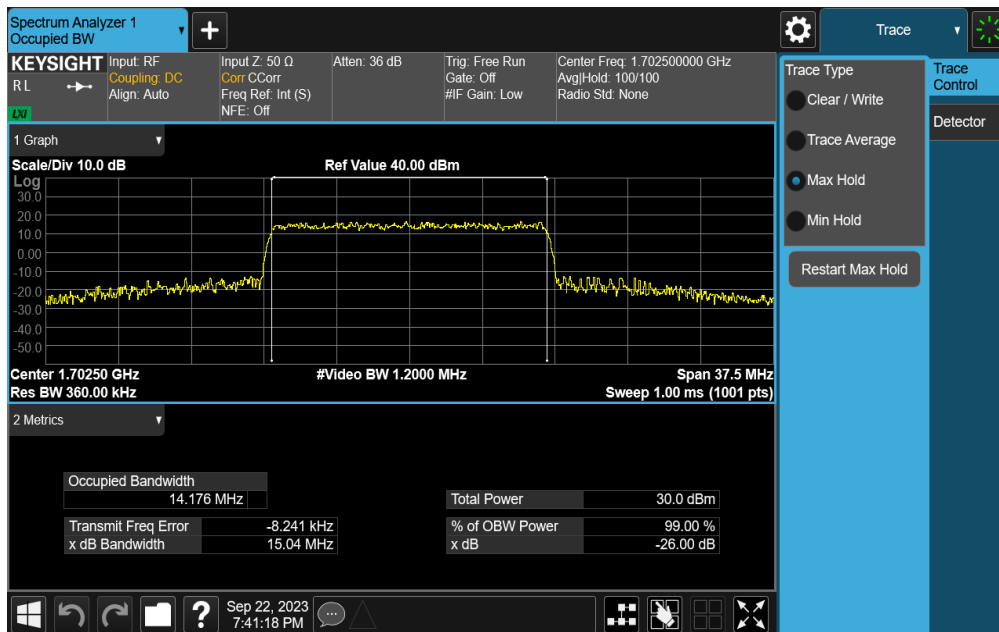 Spectrum Analyzer 1
Occupied BW
+
Trace
KEYSIGHT
R L
LXI
Input: RF
Coupling: DC
Align: Auto
Input Z: 50 Ω
Corr CCorr
Freq Ref: Int (S)
NFE: Off
Atten: 36 dB
Trig: Free Run
Gate: Off
#IF Gain: Low
Center Freq: 1.702500000 GHz
Avg|Hold: 100/100
Radio Std: None
Trace Type
Clear / Write
Trace Average
Max Hold
Min Hold
Restart Max Hold
Trace
Control
Detector
1 Graph
Scale/Div 10.0 dB
Ref Value 40.00 dBm
Log
30.0
20.0
10.0
0.00
-10.0
-20.0
-30.0
-40.0
-50.0
Center 1.70250 GHz
#Video BW 1.2000 MHz
Span 37.5 MHz
Res BW 360.00 kHz
Sweep 1.00 ms (1001 pts)
2 Metrics
Occupied Bandwidth
14.176 MHz
Total Power 30.0 dBm
Transmit Freq Error -8.241 kHz
% of OBW Power 99.00 %
x dB Bandwidth 15.04 MHz
x dB -26.00 dB
?
Sep 22, 2023
7:41:18 PM